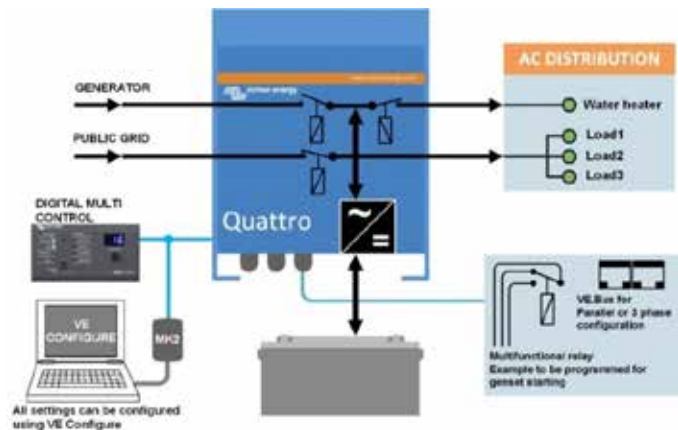 GENERATOR
PUBLIC GRID
AC DISTRIBUTION
Water heater
Load1
Load2
Load3
DIGITAL MULTI
CONTROL
Quattro
VE
CONFIGURE
MK2
All settings can be configured
using VE Configure
VE.Bus for
Parallel or 3 phase
configuration
Multifunctional relay
Example to be programmed for
genset starting